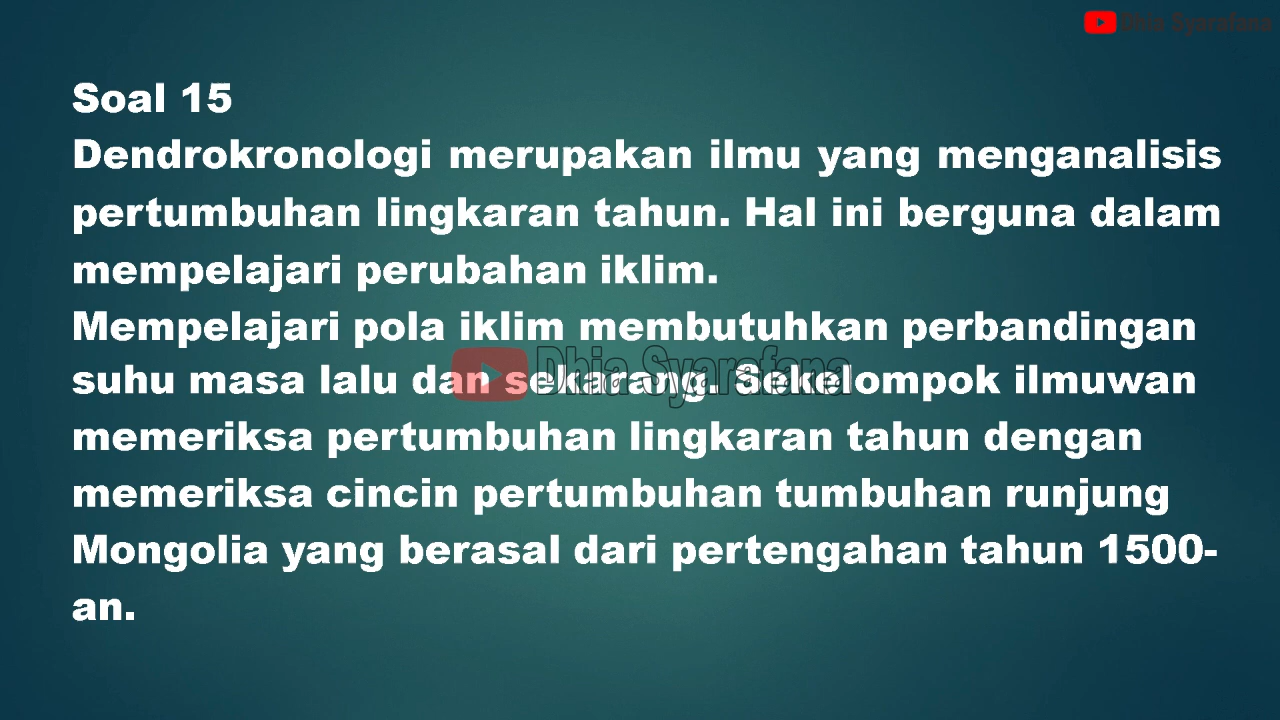 Dhia Syarafana
Soal 15
Dendrokronologi merupakan ilmu yang menganalisis
pertumbuhan lingkaran tahun. Hal ini berguna dalam
mempelajari perubahan iklim.
Mempelajari pola iklim membutuhkan perbandingan
Dhia Syarafana
suhu masa lalu dan sekarang. Sekelompok ilmuwan
memeriksa pertumbuhan lingkaran tahun dengan
memeriksa cincin pertumbuhan tumbuhan runjung
Mongolia yang berasal dari pertengahan tahun 1500-
an.